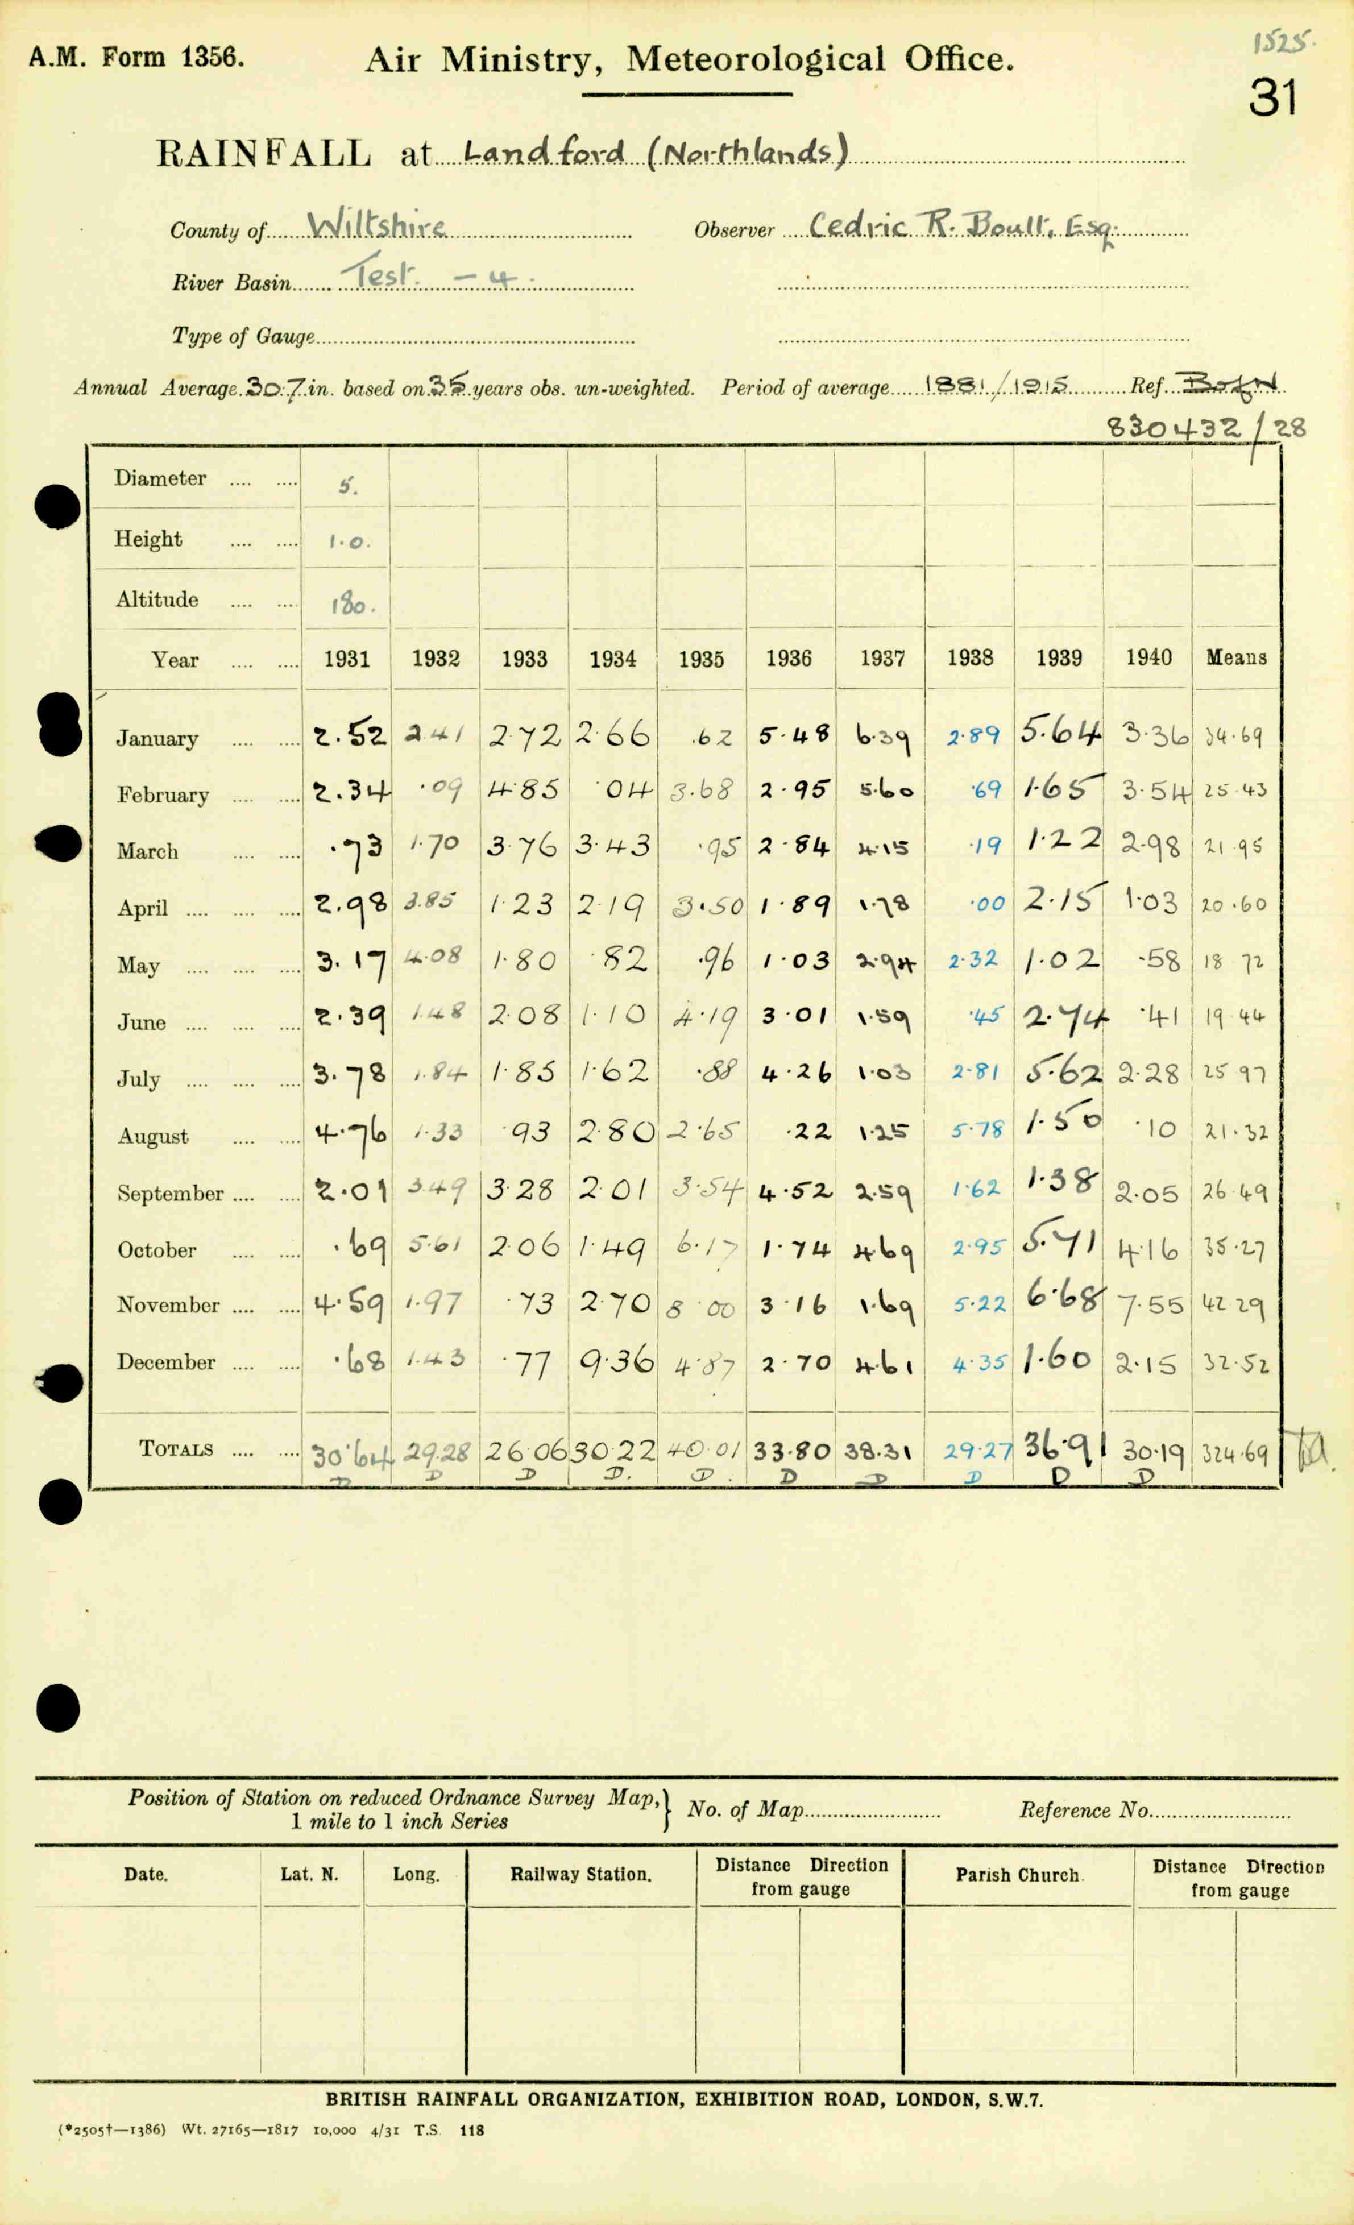 1525.
A.M. Form 1356. Air Ministry, Meteorological Office.
31
RAINFALL at Landford (Northlands)
County of Wiltshire Observer Cedric R. Boult, Esq.
River Basin Test. - 4.
Type of Gauge
Annual Average 30.7 in. based on 35 years obs. un-weighted. Period of average 1881/1915 Ref.
830432/28
Diameter 5.
Height 1.0.
Altitude 180.
Year 1931 1932 1933 1934 1935 1936 1937 1938 1939 1940 Means
January 2.52 2.41 2.72 2.66 .62 5.48 6.39 2.89 5.64 3.36 34.69
February 2.34 .09 4.85 .04 3.68 2.95 5.60 .69 1.65 3.54 25.43
March .73 1.70 3.76 3.43 .95 2.84 4.15 .19 1.22 2.98 21.95
April 2.98 3.85 1.23 2.19 3.50 1.89 1.78 .00 2.15 1.03 20.60
May 3.17 4.08 1.80 .82 .96 1.03 2.94 2.32 1.02 .58 18.72
June 2.39 1.48 2.08 1.10 4.19 3.01 1.59 .45 2.74 .41 19.44
July 3.78 1.84 1.85 1.62 .88 4.26 1.03 2.81 5.62 2.28 25.97
August 4.76 1.33 .93 2.80 2.65 .22 1.25 5.78 1.50 .10 21.32
September 2.01 3.49 3.28 2.01 3.54 4.52 2.59 1.62 1.38 2.05 26.49
October .69 5.61 2.06 1.49 6.17 1.74 4.69 2.95 5.71 4.16 35.27
November 4.59 1.97 .73 2.70 8.00 3.16 1.69 5.22 6.68 7.55 42.29
December .68 1.43 .77 9.36 4.87 2.70 4.61 4.35 1.60 2.15 32.52
TOTALS 30.64 29.28 26.06 30.22 40.01 33.80 38.31 29.27 36.91 30.19 324.69
D D D D. D. D D D D D
Position of Station on reduced Ordnance Survey Map, } No. of Map Reference No.
1 mile to 1 inch Series
Date. Lat. N. Long. Railway Station. Distance Direction from gauge Parish Church. Distance Direction from gauge
BRITISH RAINFALL ORGANIZATION, EXHIBITION ROAD, LONDON, S.W.7.
(*2505†—1386) Wt. 27165—1817 10,000 4/31 T.S. 118